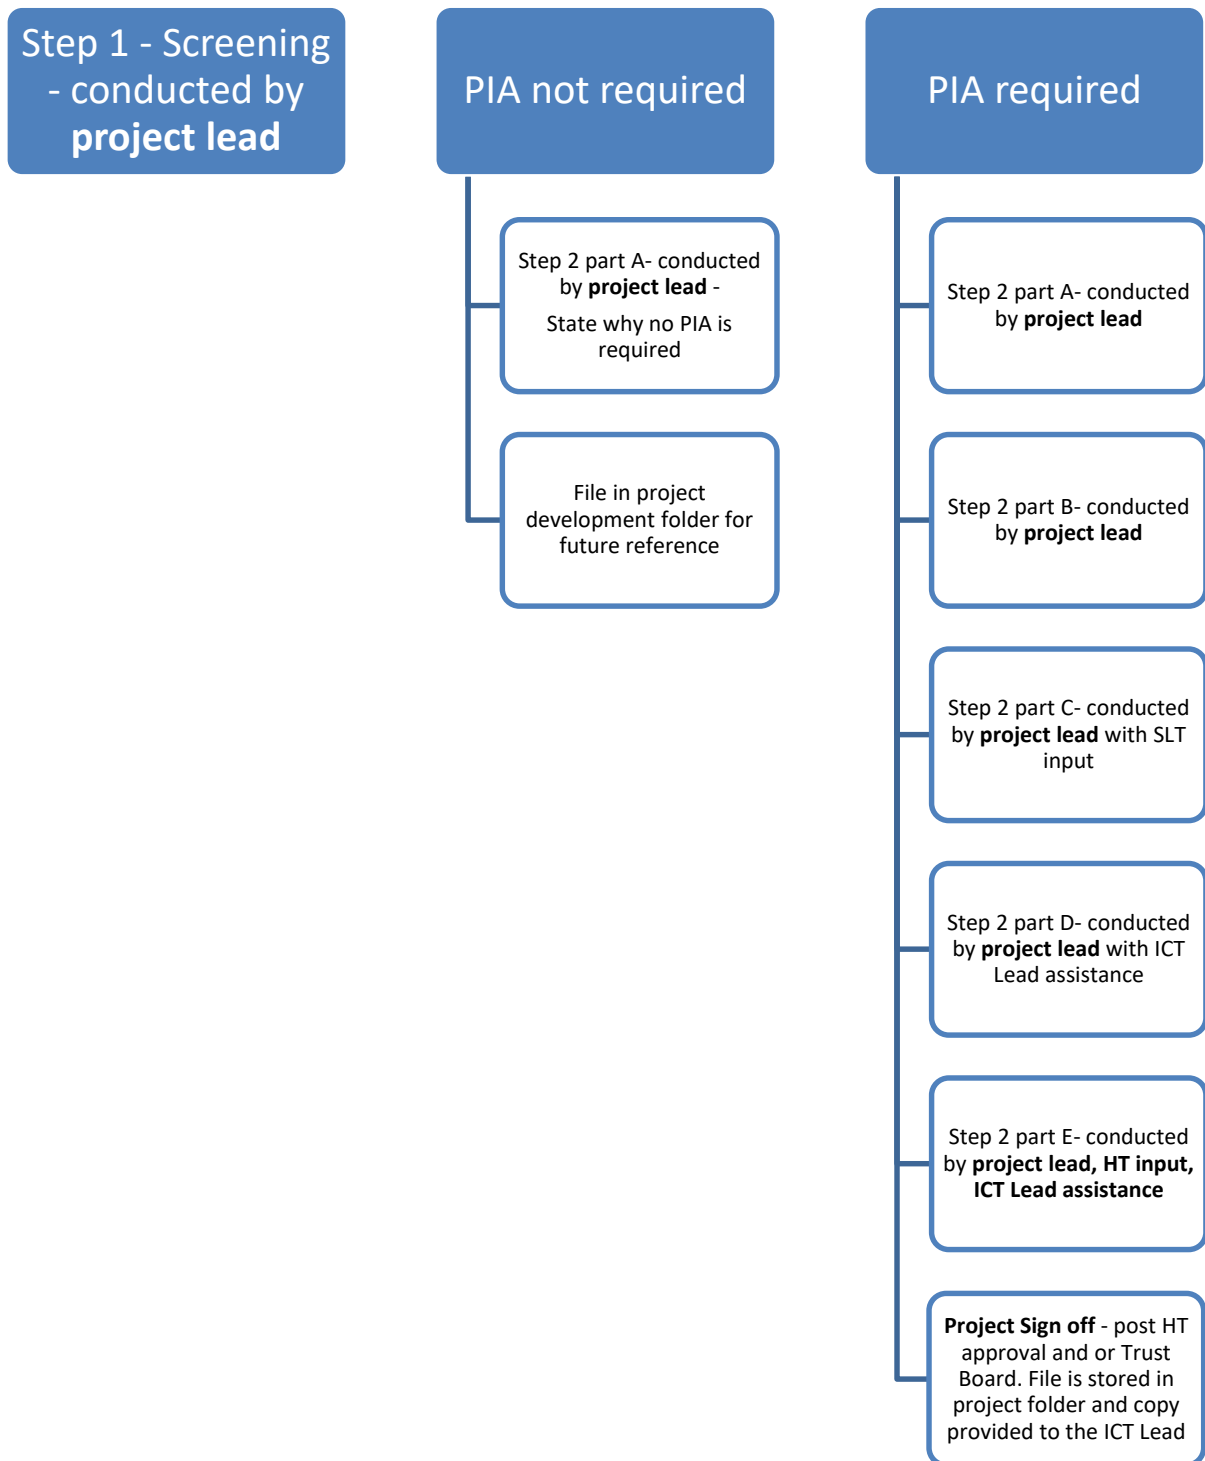 Step 1 - Screening
- conducted by
project lead
PIA not required
Step 2 part A- conducted
by project lead -
State why no PIA is
required
File in project
development folder for
future reference
PIA required
Step 2 part A- conducted
by project lead
Step 2 part B- conducted
by project lead
Step 2 part C- conducted
by project lead with SLT
input
Step 2 part D- conducted
by project lead with ICT
Lead assistance
Step 2 part E- conducted
by project lead, HT input,
ICT Lead assistance
Project Sign off - post HT
approval and or Trust
Board. File is stored in
project folder and copy
provided to the ICT Lead